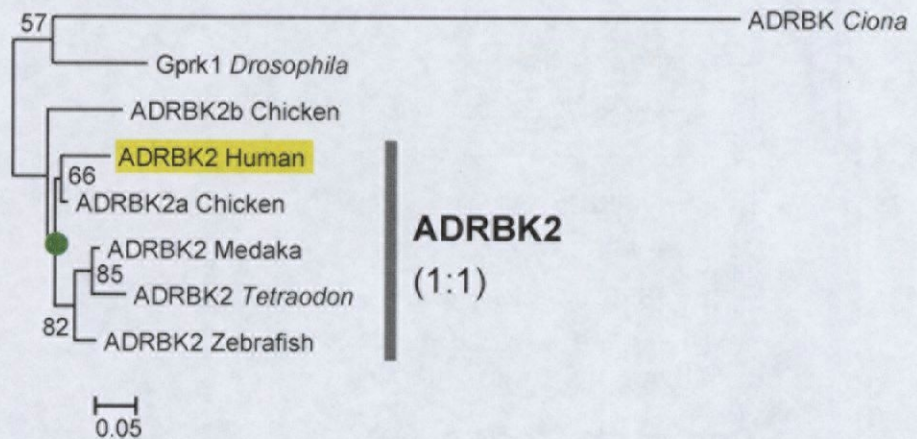 57
ADRBK Ciona
Gprk1 Drosophila
ADRBK2b Chicken
ADRBK2 Human
66
ADRBK2a Chicken
ADRBK2
ADRBK2 Medaka
85
(1:1)
ADRBK2 Tetraodon
82
ADRBK2 Zebrafish
0.05